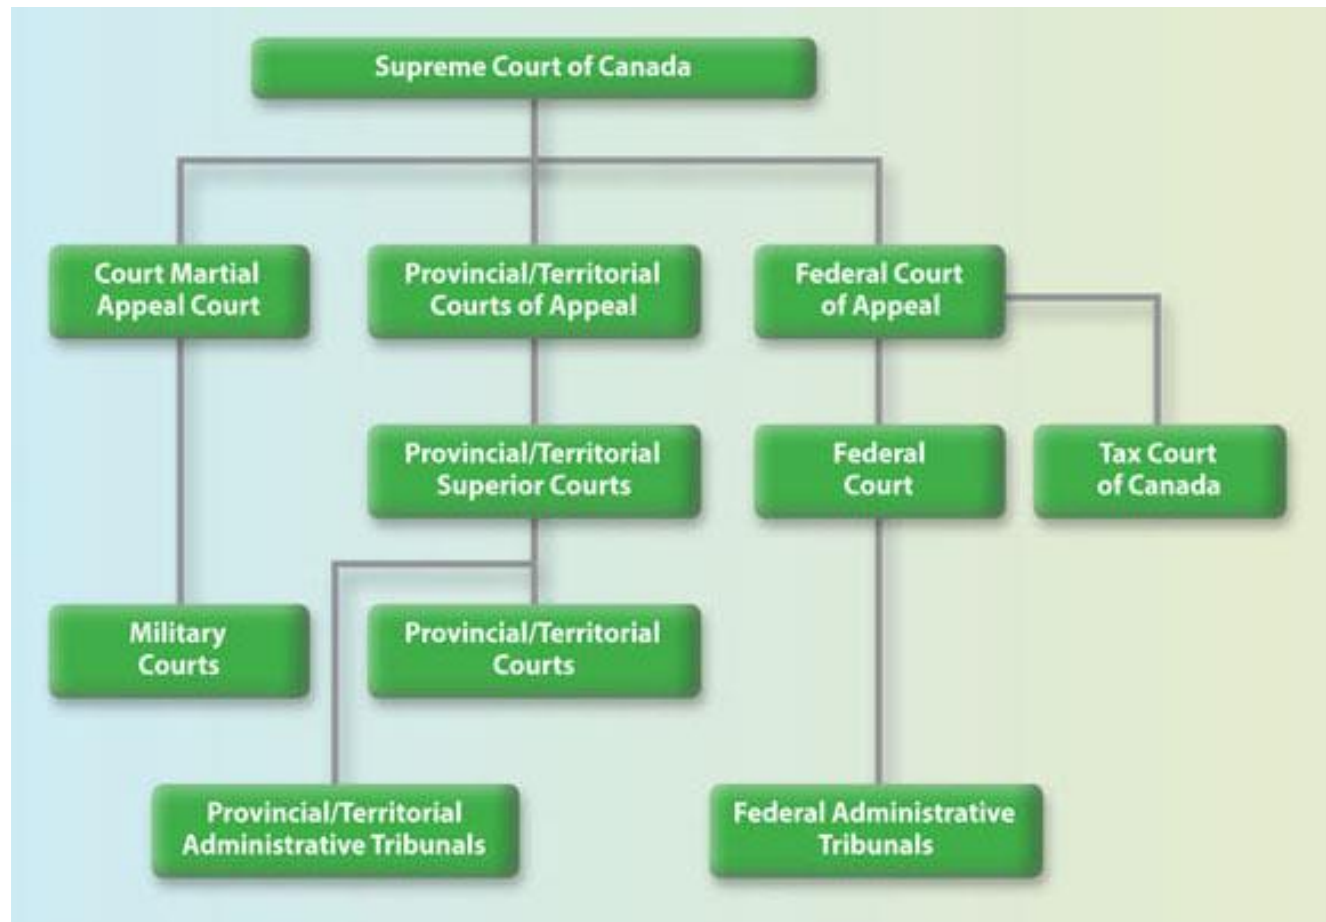 Supreme Court of Canada
Court Martial
Appeal Court
Provincial/Territorial
Courts of Appeal
Federal Court
of Appeal
Provincial/Territorial
Superior Courts
Federal
Court
Tax Court
of Canada
Military
Courts
Provincial/Territorial
Courts
Provincial/Territorial
Administrative Tribunals
Federal Administrative
Tribunals